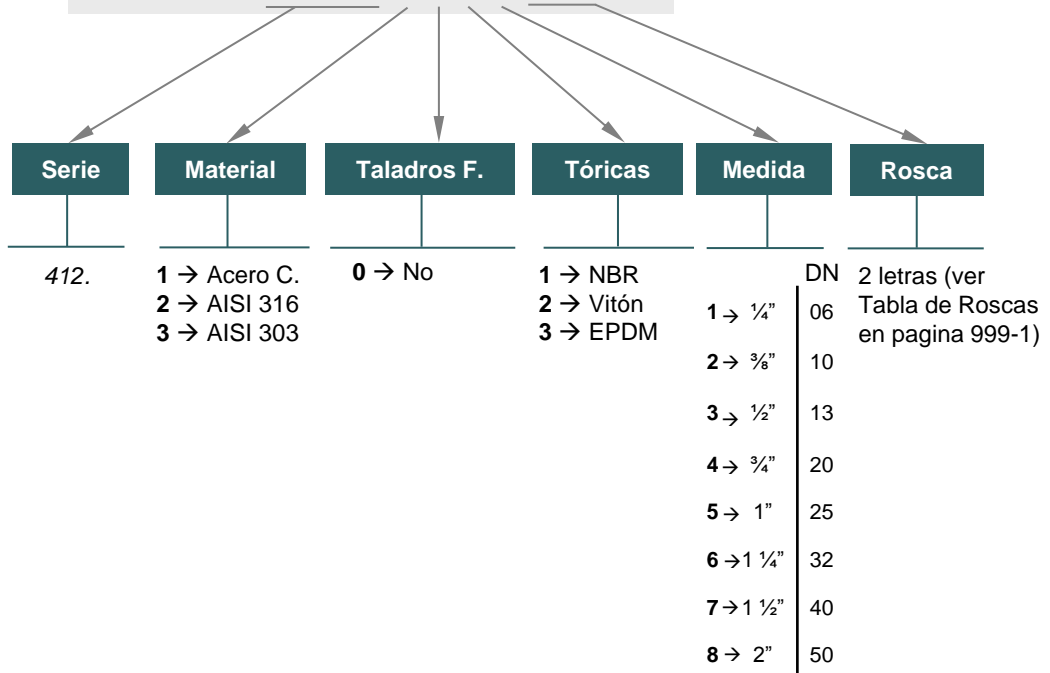 Serie
Material
Taladros F.
Tóricas
Medida
Rosca
412.
1 → Acero C.
2 → AISI 316
3 → AISI 303
0 → No
1 → NBR
2 → Vitón
3 → EPDM
DN
1 → ¼” 06
2 → ⅜” 10
3 → ½” 13
4 → ¾” 20
5 → 1” 25
6 → 1 ¼” 32
7 → 1 ½” 40
8 → 2” 50
2 letras (ver
Tabla de Roscas
en pagina 999-1)